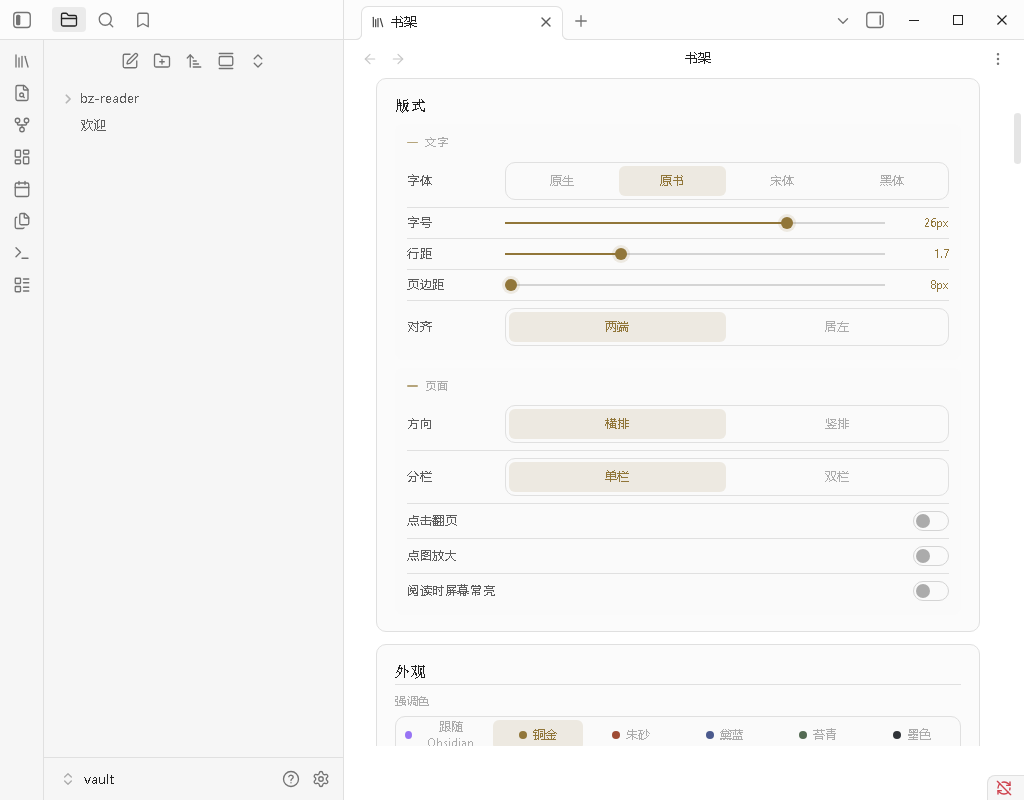 书架
书架
bz-reader
欢迎
版式
文字
字体 原生 原书 宋体 黑体
字号 26px
行距 1.7
页边距 8px
对齐 两端 居左
页面
方向 横排 竖排
分栏 单栏 双栏
点击翻页
点图放大
阅读时屏幕常亮
外观
强调色
跟随 Obsidian 铜金 朱砂 黛蓝 苔青 墨色
vault